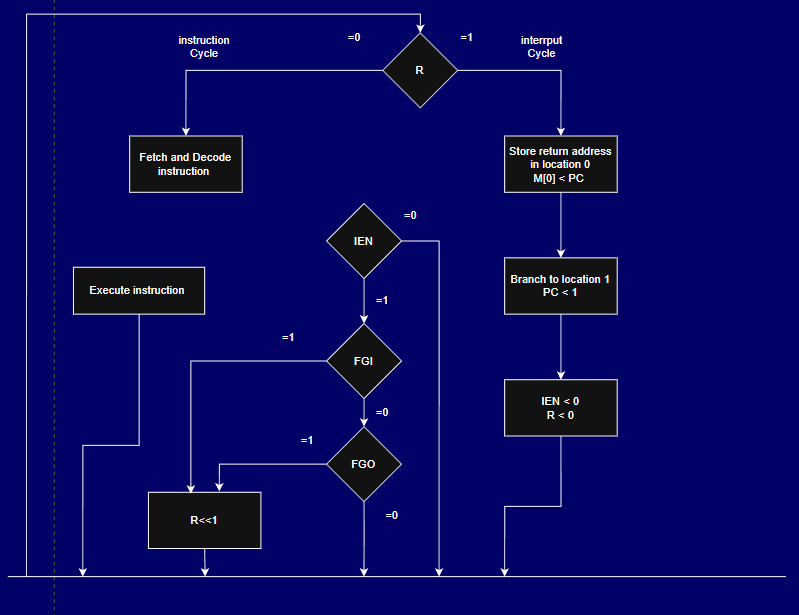 instruction
Cycle
=0
=1
interrput
Cycle
R
Fetch and Decode
instruction
Store return address
in location 0
M[0] < PC
=0
IEN
Execute instruction
=1
Branch to location 1
PC < 1
=1
FGI
=0
IEN < 0
R < 0
=1
FGO
R<<1
=0